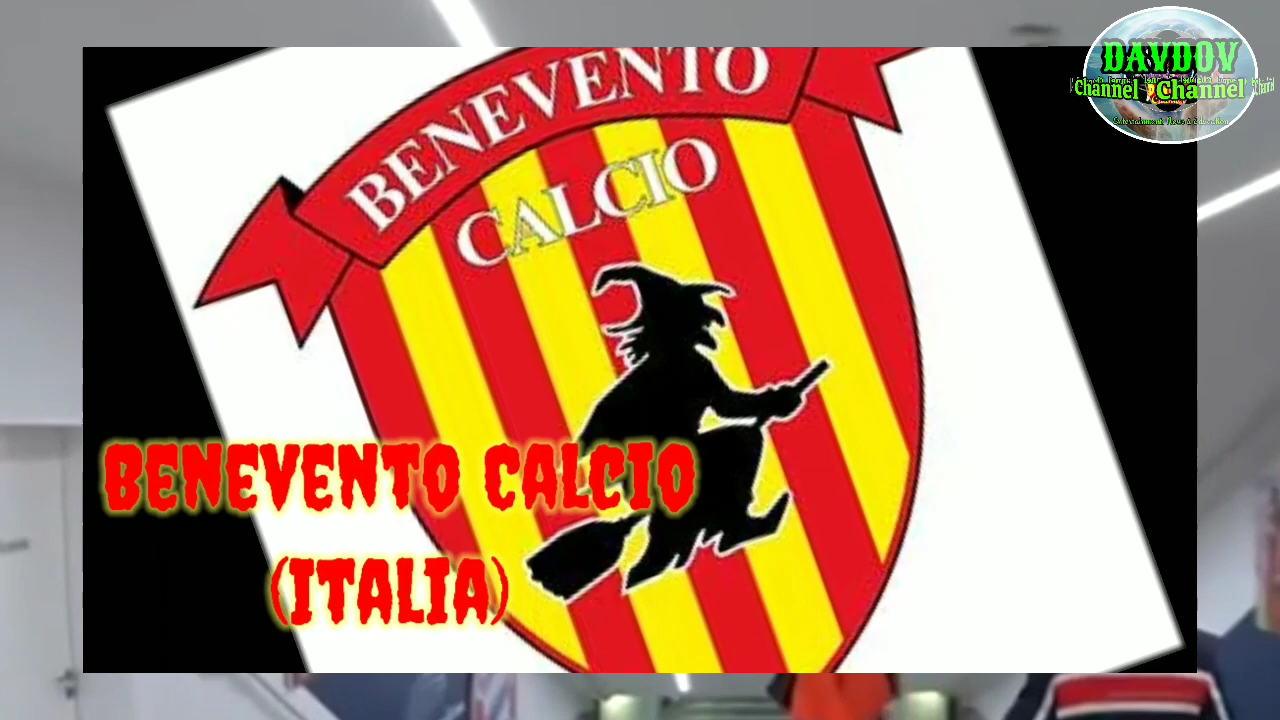 BENEVENTO
CALCIO
BENEVENTO CALCIO
(ITALIA)
DAVDOV
Channel Channel